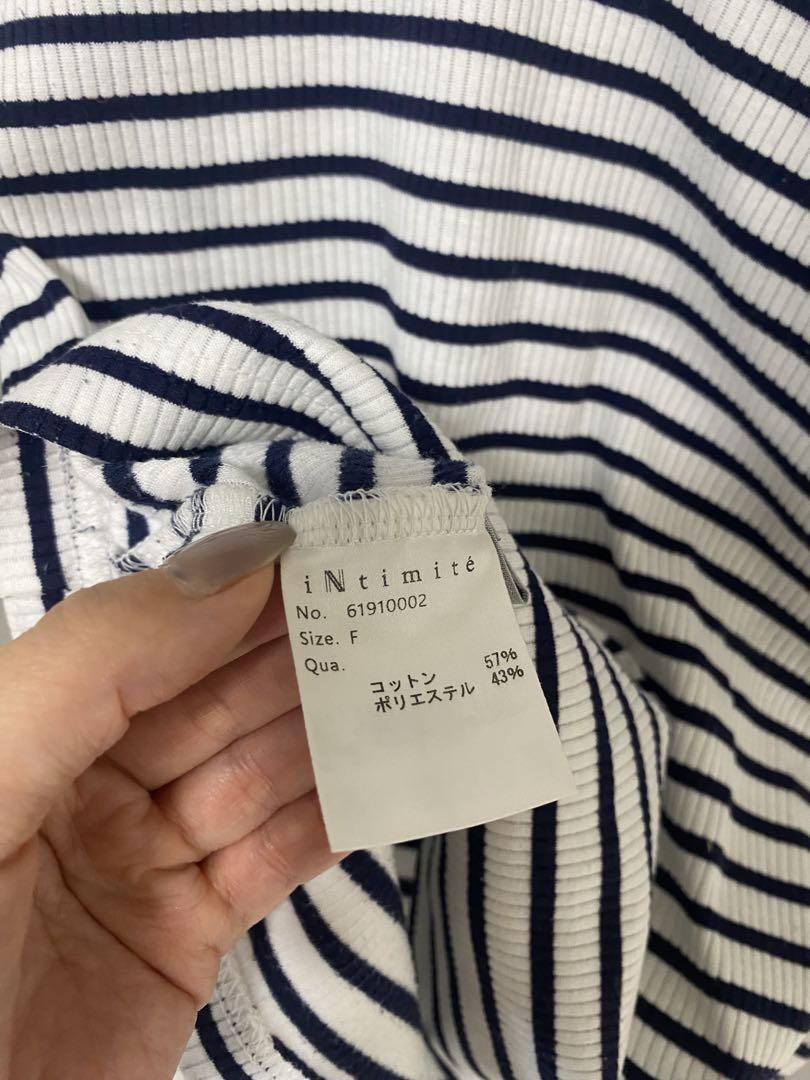 iNtimité
No. 61910002
Size. F
Qua.
コットン 57%
ポリエステル 43%